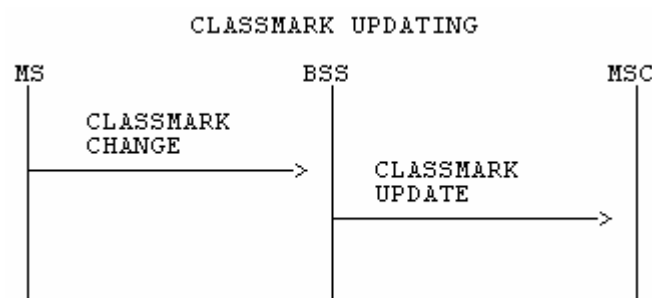 CLASSMARK UPDATING
MS BSS MSC
CLASSMARK
CHANGE
CLASSMARK
UPDATE